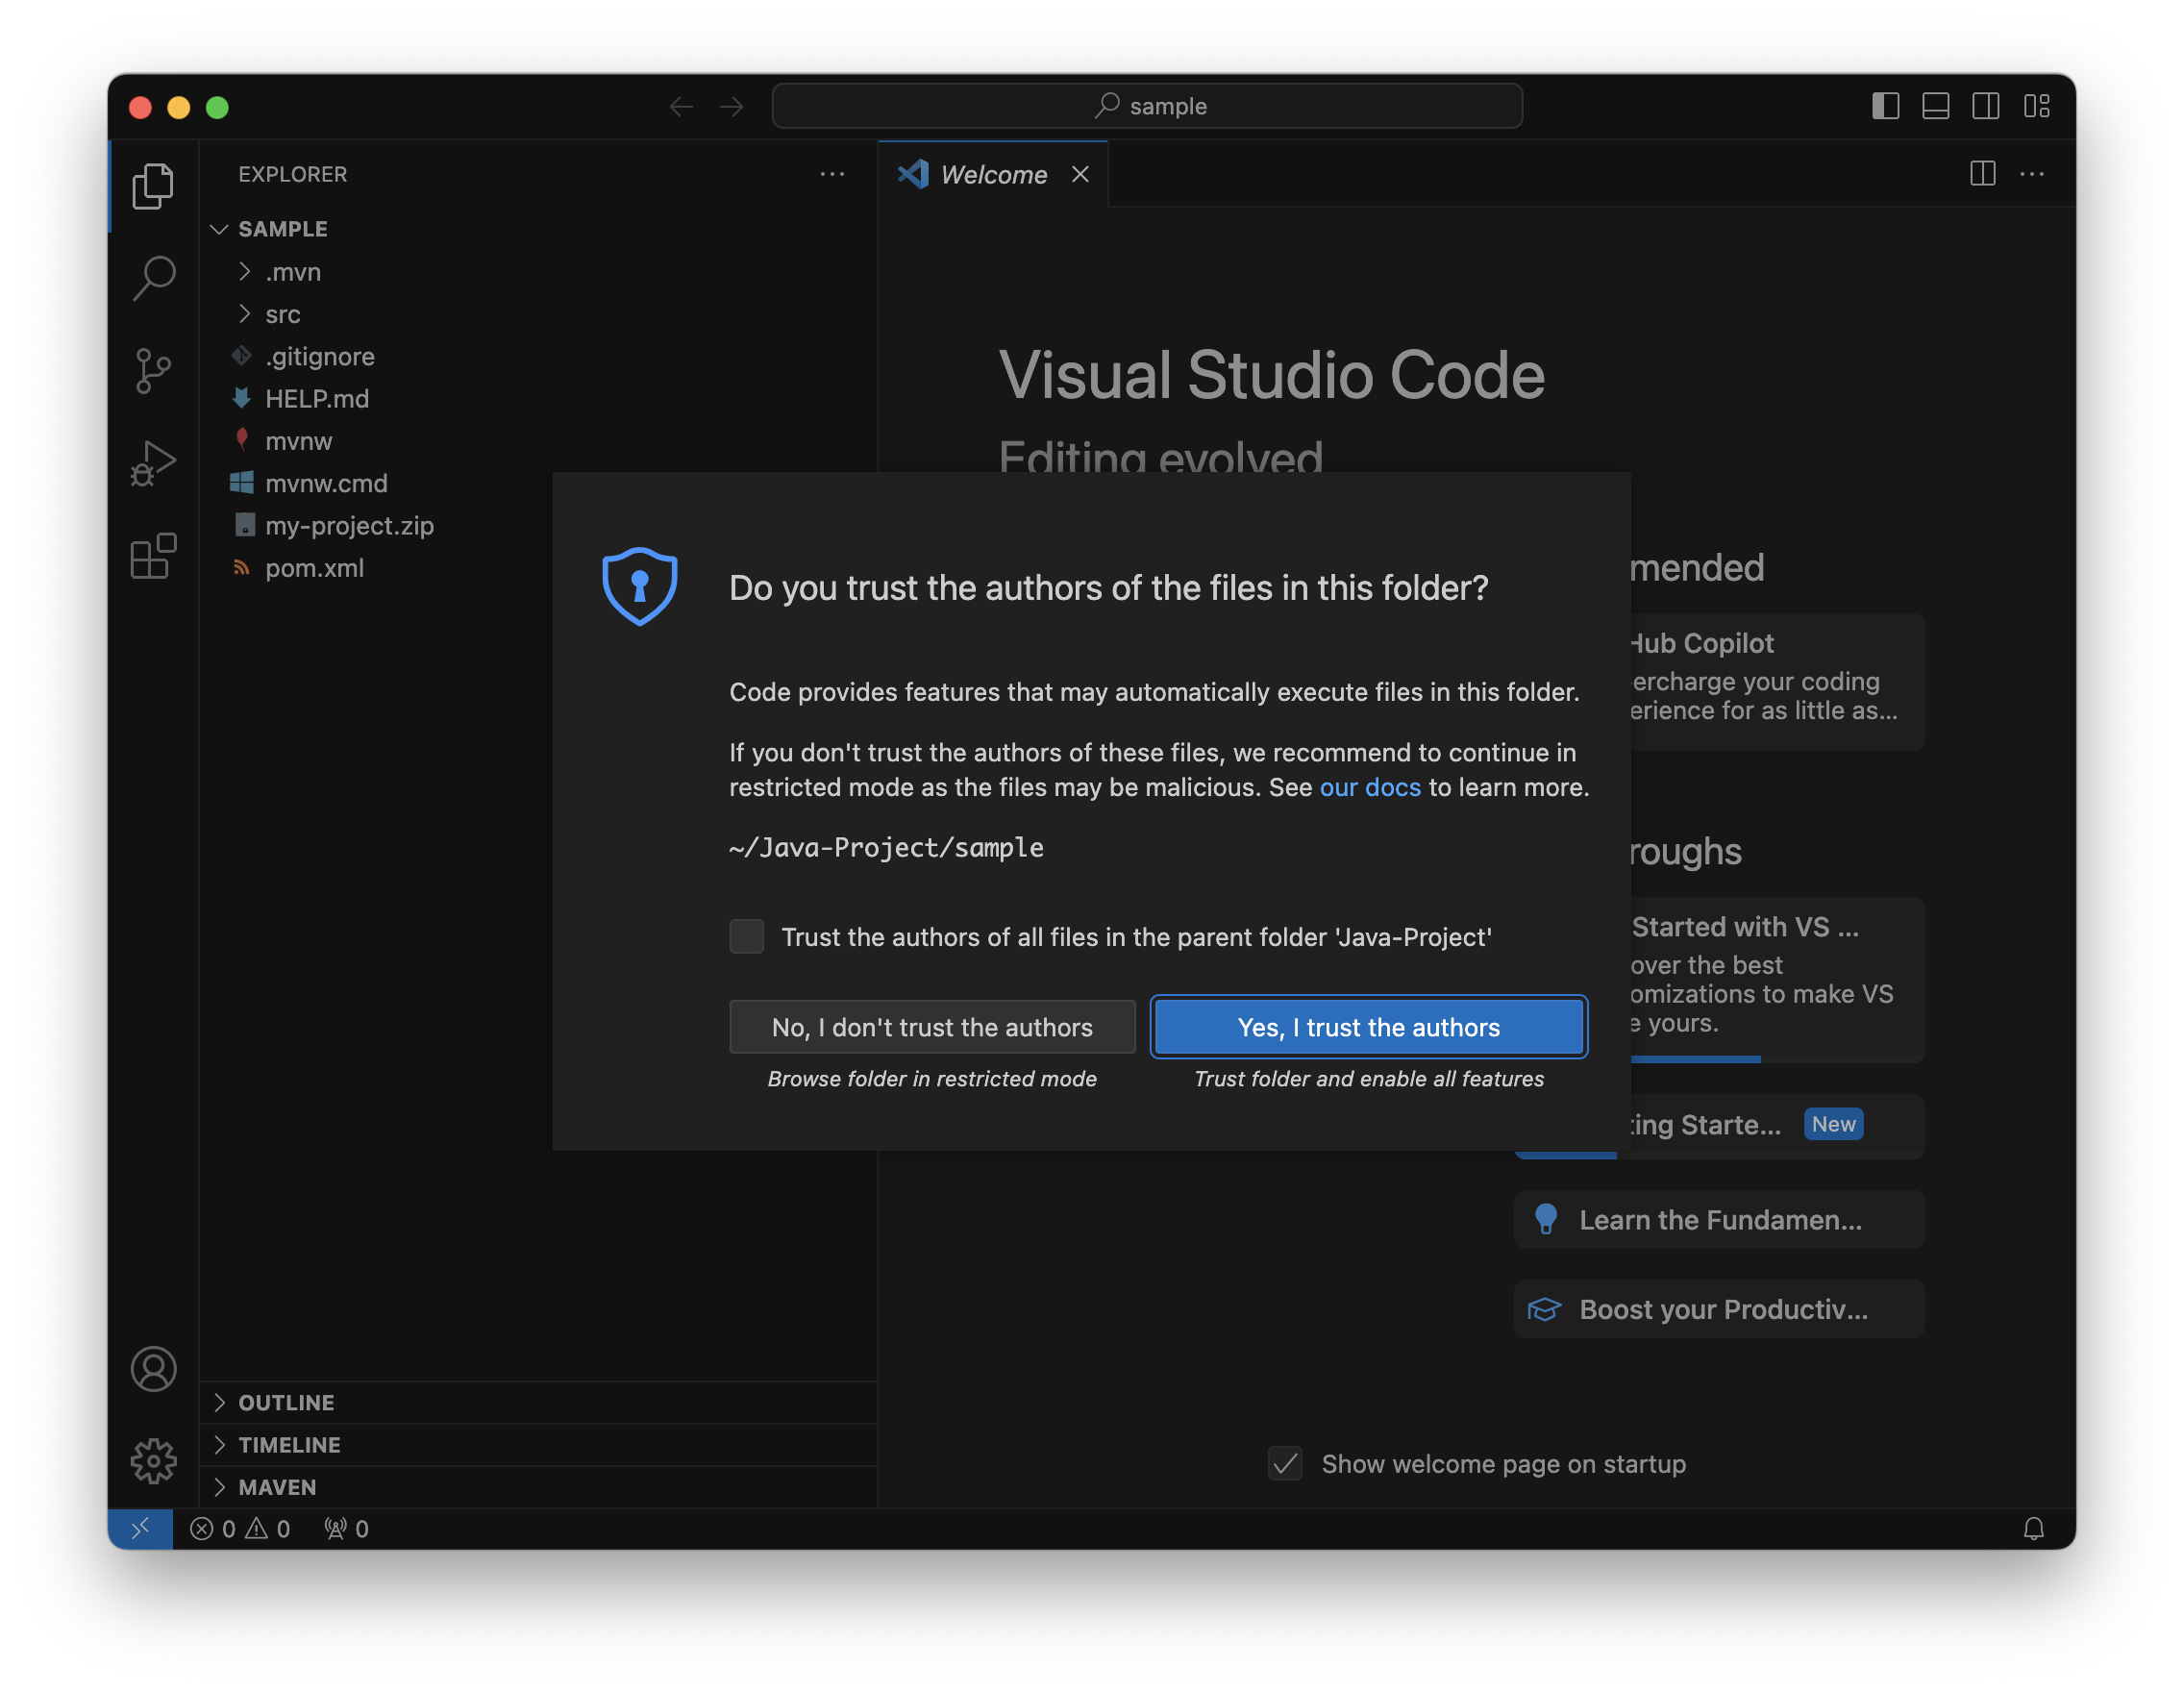 sample
EXPLORER
SAMPLE
.mvn
src
.gitignore
HELP.md
mvnw
mvnw.cmd
my-project.zip
pom.xml
OUTLINE
TIMELINE
MAVEN
Welcome
Visual Studio Code
Editing evolved
mended
Hub Copilot
ercharge your coding
erience for as little as...
roughs
Started with VS ...
over the best
omizations to make VS
e yours.
ting Starte... New
Learn the Fundamen...
Boost your Productiv...
Show welcome page on startup
Do you trust the authors of the files in this folder?
Code provides features that may automatically execute files in this folder.
If you don't trust the authors of these files, we recommend to continue in
restricted mode as the files may be malicious. See our docs to learn more.
~/Java-Project/sample
Trust the authors of all files in the parent folder 'Java-Project'
No, I don't trust the authors
Yes, I trust the authors
Browse folder in restricted mode
Trust folder and enable all features
0 0 0